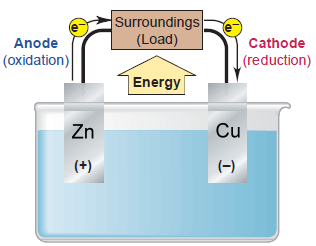 e⁻
Surroundings
(Load)
e⁻
Anode
(oxidation)
Cathode
(reduction)
Energy
Zn
(+)
Cu
(–)